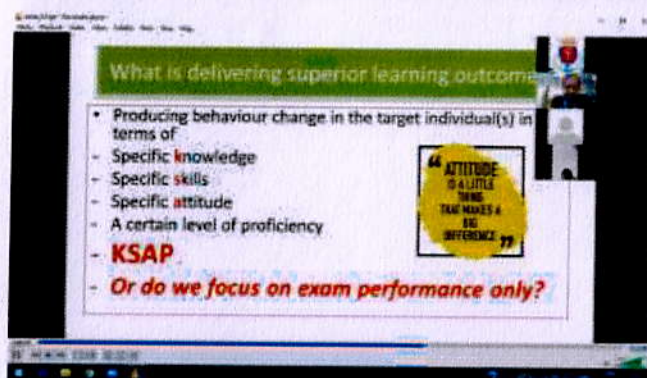 What is delivering superior learning outcome
• Producing behaviour change in the target individual(s) in
terms of
- Specific knowledge
- Specific skills
- Specific attitude
- A certain level of proficiency
- KSAP
- Or do we focus on exam performance only?
“ ATTITUDE
IS A LITTLE
THING
THAT MAKES A
BIG
DIFFERENCE ”